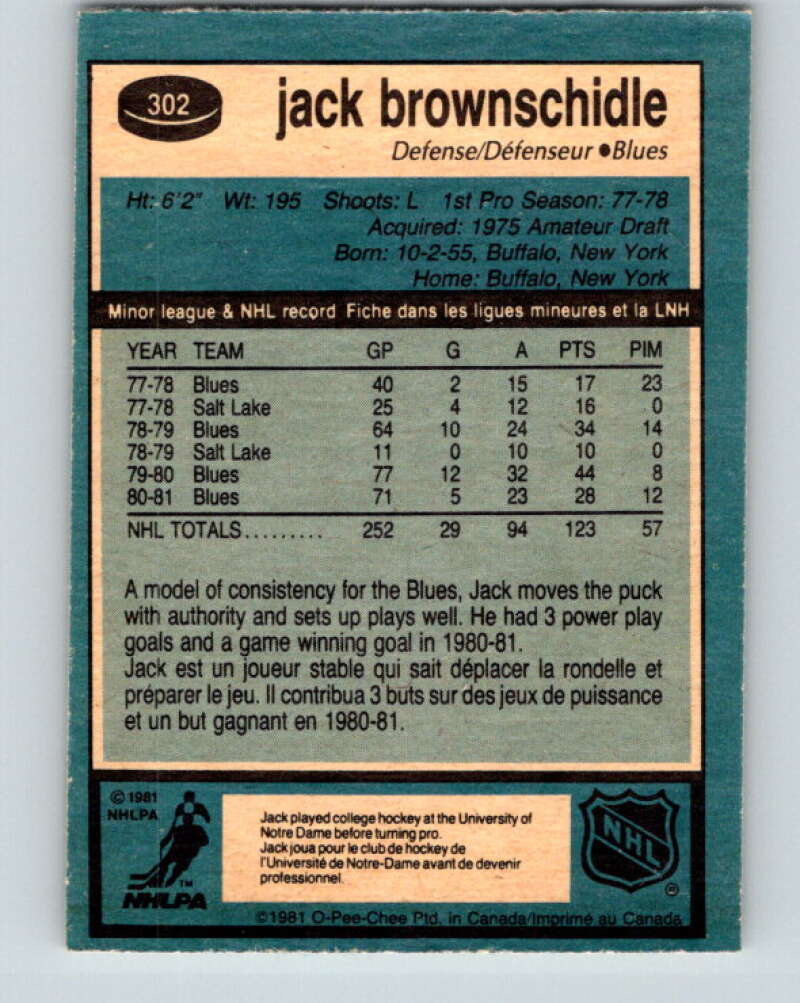 302
jack brownschidle
Defense/Défenseur ●Blues
Ht: 6'2" Wt: 195 Shoots: L 1st Pro Season: 77-78
Acquired: 1975 Amateur Draft
Born: 10-2-55, Buffalo, New York
Home: Buffalo, New York
Minor league & NHL record Fiche dans les ligues mineures et la LNH
YEAR TEAM GP G A PTS PIM
77-78 Blues 40 2 15 17 23
77-78 Salt Lake 25 4 12 16 0
78-79 Blues 64 10 24 34 14
78-79 Salt Lake 11 0 10 10 0
79-80 Blues 77 12 32 44 8
80-81 Blues 71 5 23 28 12
NHL TOTALS......... 252 29 94 123 57
A model of consistency for the Blues, Jack moves the puck
with authority and sets up plays well. He had 3 power play
goals and a game winning goal in 1980-81.
Jack est un joueur stable qui sait déplacer la rondelle et
préparer le jeu. Il contribua 3 buts sur des jeux de puissance
et un but gagnant en 1980-81.
© 1981
NHLPA
TM
NHLPA
Jack played college hockey at the University of
Notre Dame before turning pro.
Jack joua pour le club de hockey de
l'Université de Notre-Dame avant de devenir
professionnel.
NHL
®
©1981 O-Pee-Chee Ptd. in Canada/Imprimé au Canada